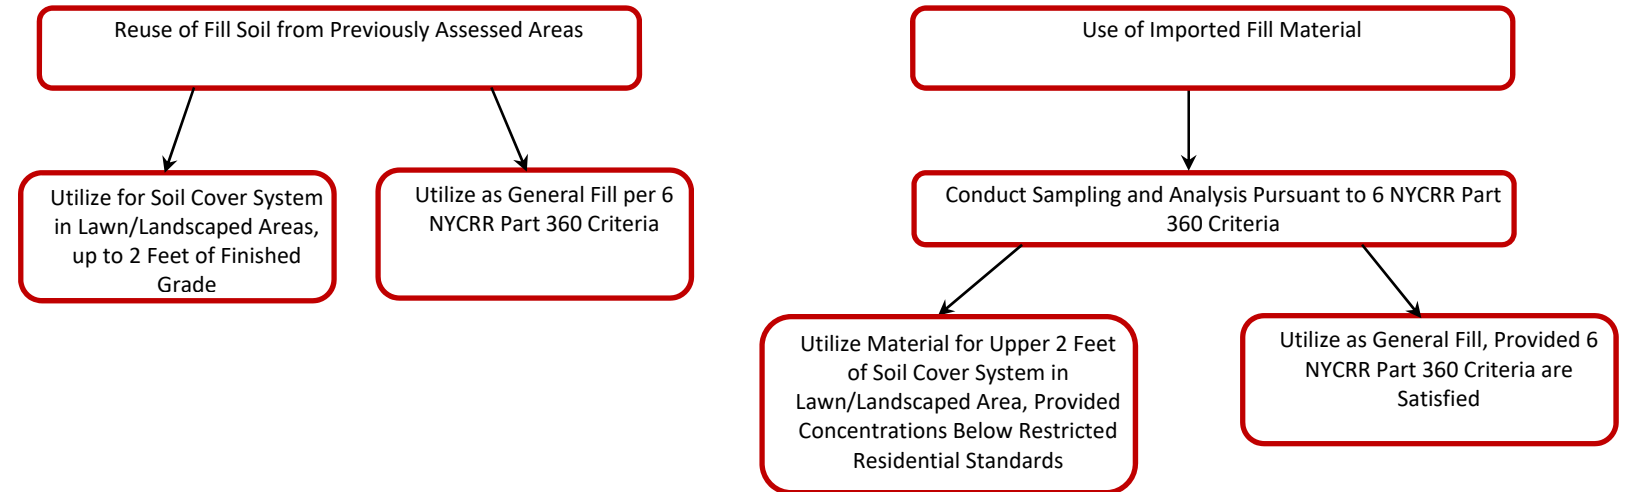 Reuse of Fill Soil from Previously Assessed Areas
Use of Imported Fill Material
Utilize for Soil Cover System
in Lawn/Landscaped Areas,
up to 2 Feet of Finished
Grade
Utilize as General Fill per 6
NYCRR Part 360 Criteria
Conduct Sampling and Analysis Pursuant to 6 NYCRR Part
360 Criteria
Utilize Material for Upper 2 Feet
of Soil Cover System in
Lawn/Landscaped Area, Provided
Concentrations Below Restricted
Residential Standards
Utilize as General Fill, Provided 6
NYCRR Part 360 Criteria are
Satisfied